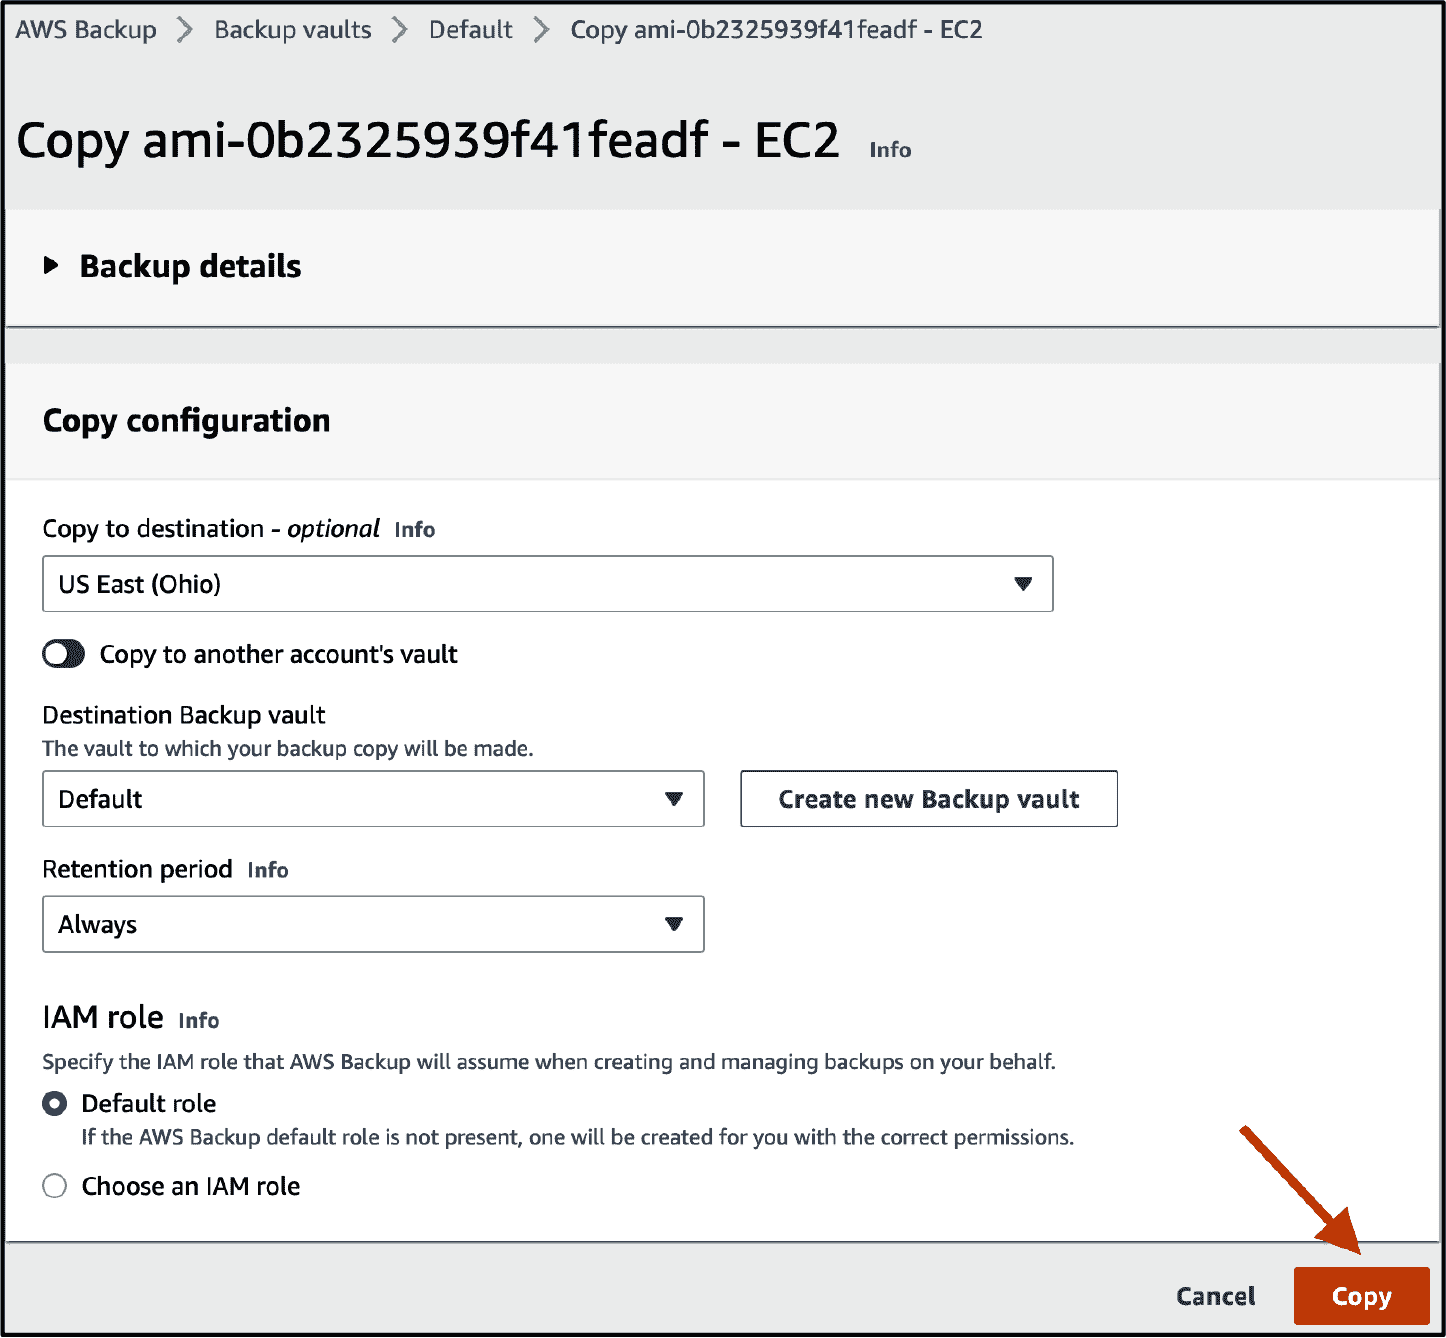 AWS Backup > Backup vaults > Default > Copy ami-0b2325939f41feadf - EC2
Copy ami-0b2325939f41feadf - EC2 Info
Backup details
Copy configuration
Copy to destination - optional Info
US East (Ohio)
Copy to another account's vault
Destination Backup vault
The vault to which your backup copy will be made.
Default Create new Backup vault
Retention period Info
Always
IAM role Info
Specify the IAM role that AWS Backup will assume when creating and managing backups on your behalf.
Default role
If the AWS Backup default role is not present, one will be created for you with the correct permissions.
Choose an IAM role
Cancel Copy